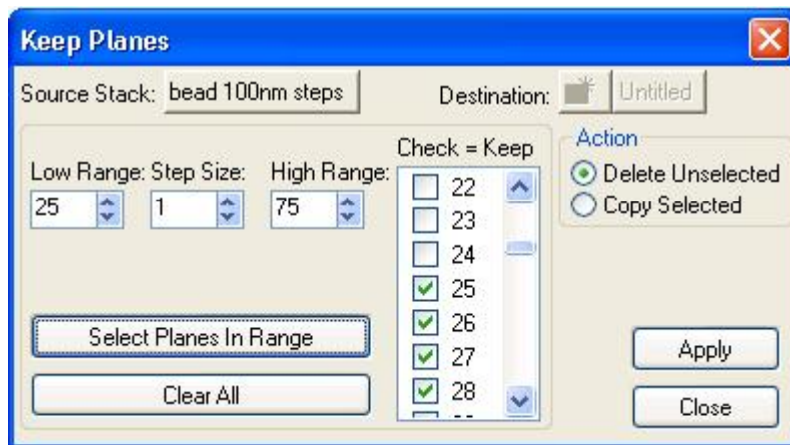 Keep Planes
Source Stack: bead 100nm steps Destination: Untitled
Check = Keep
Action
Low Range: Step Size: High Range:
25 1 75
22
23
24
25
26
27
28
Delete Unselected
Copy Selected
Select Planes In Range
Clear All
Apply
Close